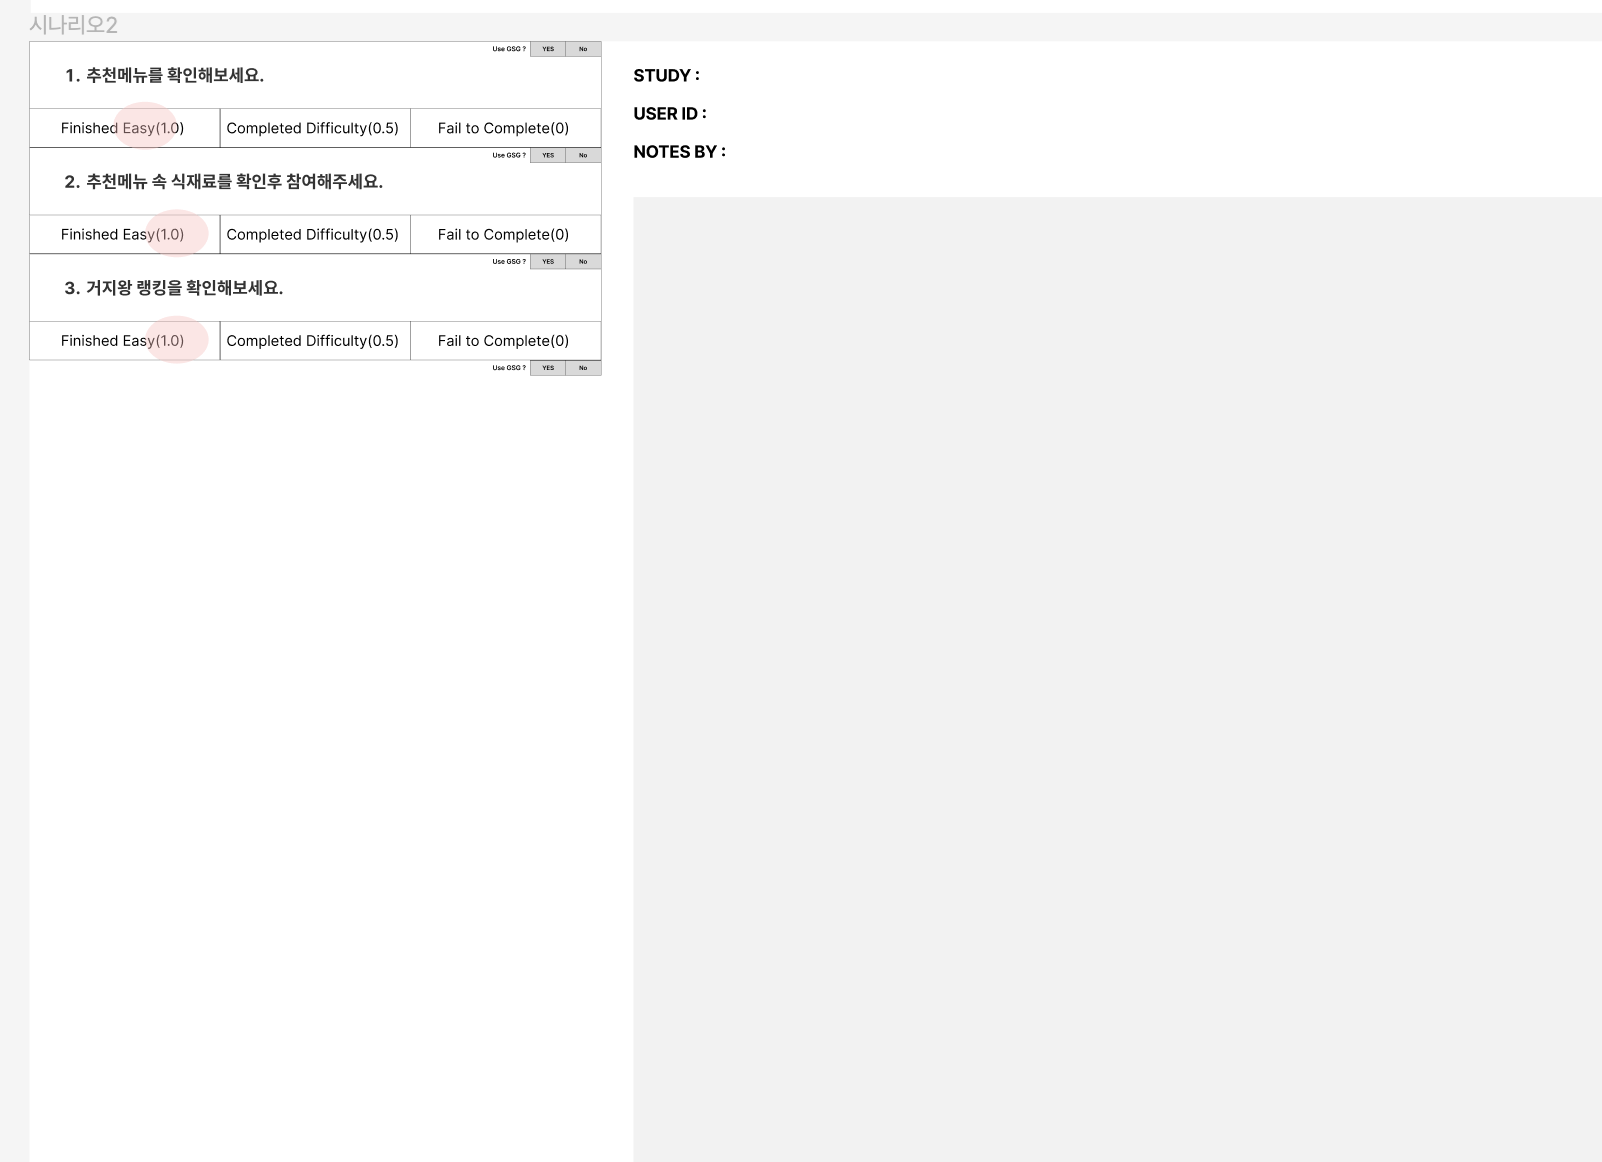 시나리오2
Use GSG ? YES No
1. 추천메뉴를 확인해보세요.
Finished Easy(1.0) Completed Difficulty(0.5) Fail to Complete(0)
Use GSG ? YES No
2. 추천메뉴 속 식재료를 확인후 참여해주세요.
Finished Easy(1.0) Completed Difficulty(0.5) Fail to Complete(0)
Use GSG ? YES No
3. 거지왕 랭킹을 확인해보세요.
Finished Easy(1.0) Completed Difficulty(0.5) Fail to Complete(0)
Use GSG ? YES No
STUDY :
USER ID :
NOTES BY :